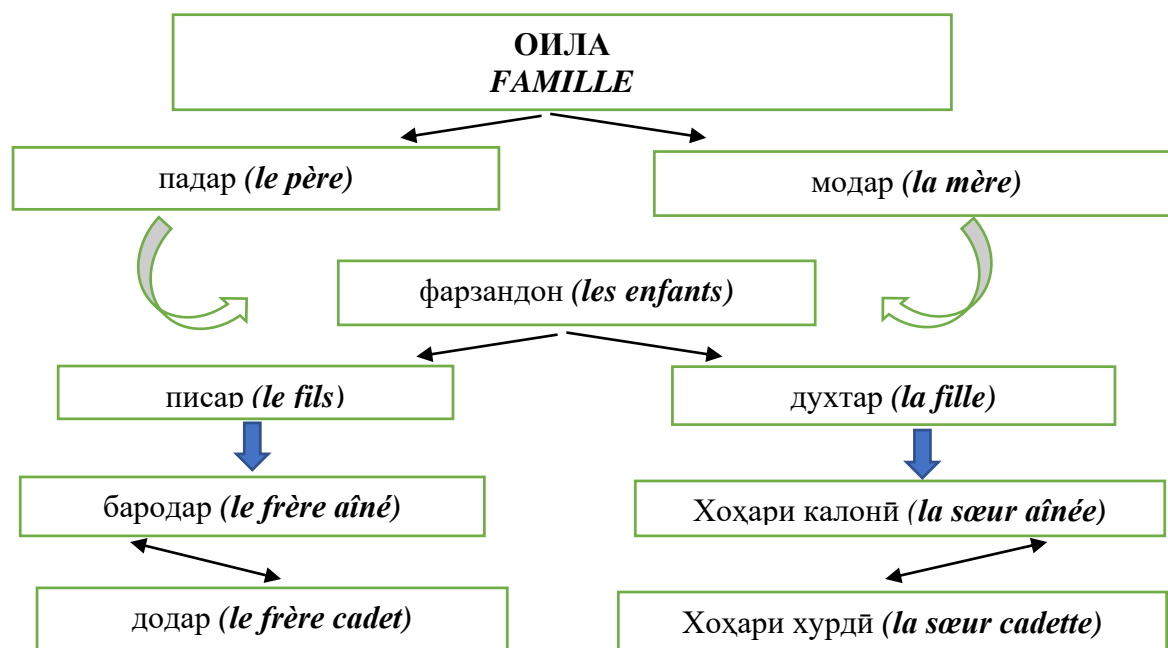 ОИЛА
FAMILLE
падар (le père)
модар (la mère)
фарзандон (les enfants)
писар (le fils)
духтар (la fille)
бародар (le frère aîné)
Хоҳари калонӣ (la sœur aînée)
додар (le frère cadet)
Хоҳари хурдӣ (la sœur cadette)